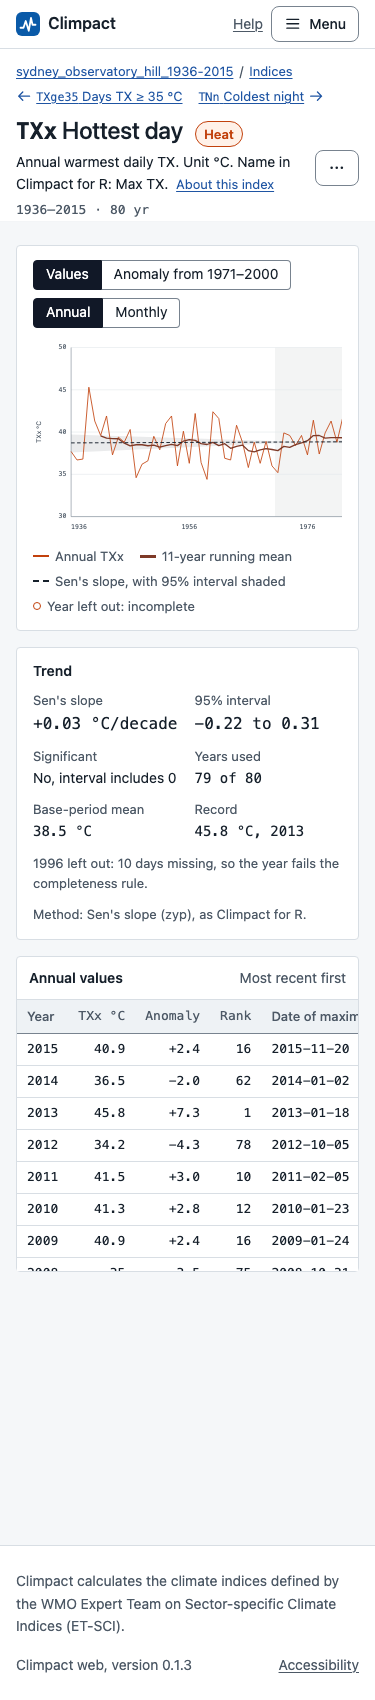 Climpact
Help
Menu
sydney_observatory_hill_1936-2015 / Indices
← TXge35 Days TX ≥ 35 °C TNn Coldest night →
TXx Hottest day Heat
Annual warmest daily TX. Unit °C. Name in
Climpact for R: Max TX. About this index
...
1936–2015 · 80 yr
Values Anomaly from 1971–2000
Annual Monthly
50
45
40
35
30
TXx °C
1936 1956 1976
Annual TXx 11-year running mean
Sen's slope, with 95% interval shaded
Year left out: incomplete
Trend
Sen's slope 95% interval
+0.03 °C/decade −0.22 to 0.31
Significant Years used
No, interval includes 0 79 of 80
Base-period mean Record
38.5 °C 45.8 °C, 2013
1996 left out: 10 days missing, so the year fails the
completeness rule.
Method: Sen's slope (zyp), as Climpact for R.
Annual values Most recent first
Year TXx °C Anomaly Rank Date of maxim
2015 40.9 +2.4 16 2015-11-20
2014 36.5 −2.0 62 2014-01-02
2013 45.8 +7.3 1 2013-01-18
2012 34.2 −4.3 78 2012-10-05
2011 41.5 +3.0 10 2011-02-05
2010 41.3 +2.8 12 2010-01-23
2009 40.9 +2.4 16 2009-01-24
Climpact calculates the climate indices defined by
the WMO Expert Team on Sector-specific Climate
Indices (ET-SCI).
Climpact web, version 0.1.3 Accessibility